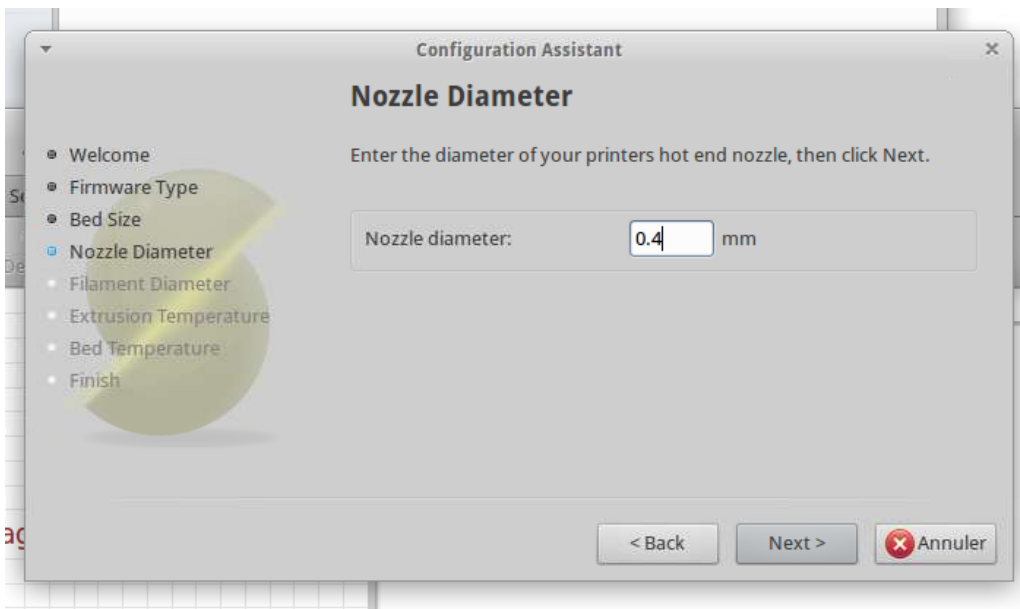 Configuration Assistant
Nozzle Diameter
Welcome
Firmware Type
Bed Size
Nozzle Diameter
Filament Diameter
Extrusion Temperature
Bed Temperature
Finish
Enter the diameter of your printers hot end nozzle, then click Next.
Nozzle diameter: 0.4 mm
< Back Next > Annuler